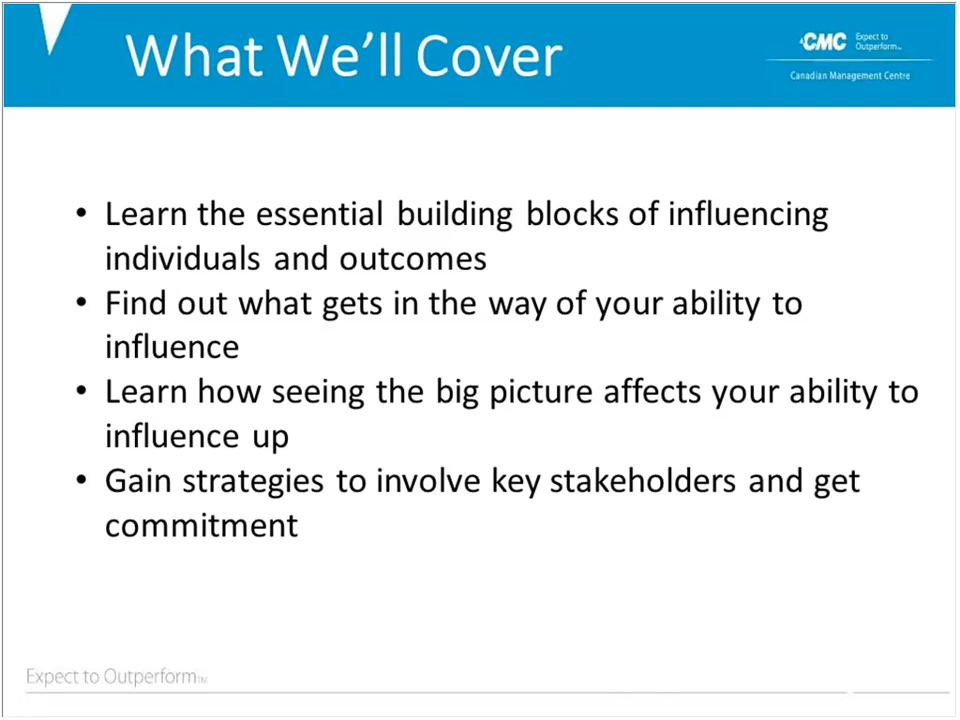 What We'll Cover
CMC Expect to
Outperform™
Canadian Management Centre
• Learn the essential building blocks of influencing
individuals and outcomes
• Find out what gets in the way of your ability to
influence
• Learn how seeing the big picture affects your ability to
influence up
• Gain strategies to involve key stakeholders and get
commitment
Expect to Outperform™